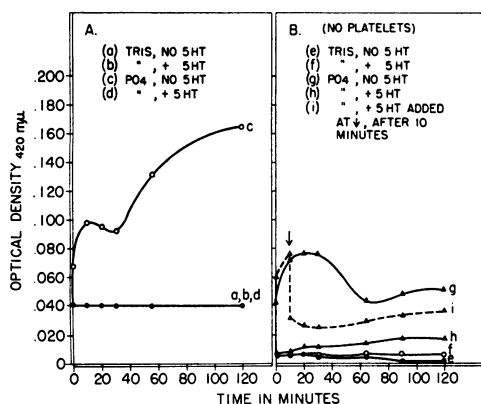 A.
(a) TRIS, NO 5HT
(b) " , + 5HT
(c) PO4, NO 5HT
(d) " , + 5HT
B. (NO PLATELETS)
(e) TRIS, NO 5HT
(f) " , + 5HT
(g) PO4, NO 5HT
(h) " , + 5HT
(i) " , + 5HT ADDED
AT ↓, AFTER 10
MINUTES
OPTICAL DENSITY 420 mμ
.200
.180
.160
.140
.120
.100
.080
.060
.040
.020
0
c
a,b,d
g
i
h
f
e
0 20 40 60 80 100 120
0 20 40 60 80 100 120
TIME IN MINUTES